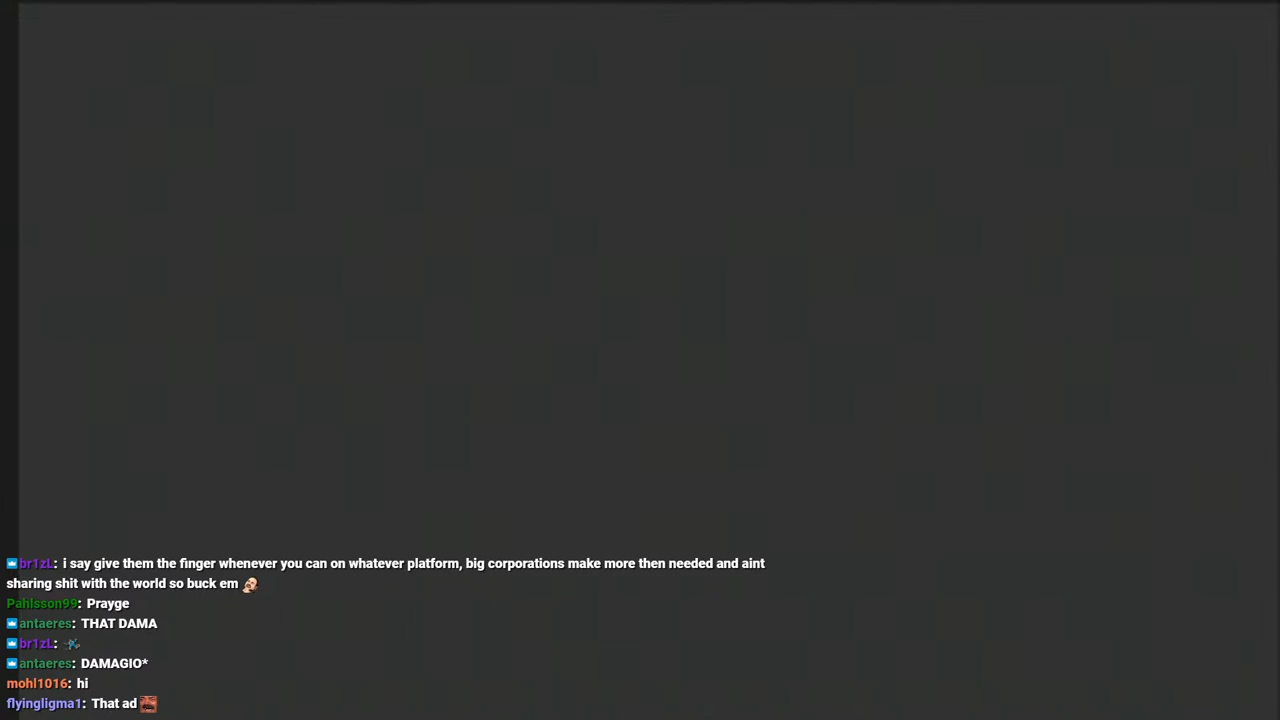 br1zL: i say give them the finger whenever you can on whatever platform, big corporations make more then needed and aint
sharing shit with the world so buck em
Pahlsson99: Prayge
antaeres: THAT DAMA
br1zL:
antaeres: DAMAGIO*
mohl1016: hi
flyingligma1: That ad